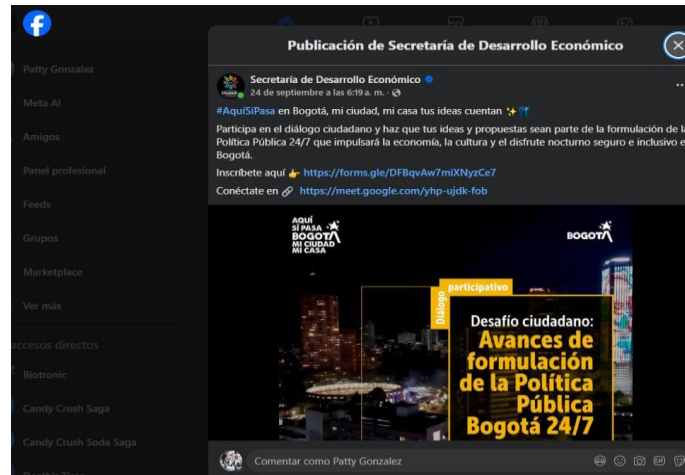 Publicación de Secretaría de Desarrollo Económico
Patty Gonzalez
Meta AI
Amigos
Panel profesional
Feeds
Grupos
Marketplace
Ver más
accesos directos
Biotronic
Candy Crush Saga
Candy Crush Soda Saga
Secretaría de Desarrollo Económico
24 de septiembre a las 6:19 a. m. ·
#AquíSíPasa en Bogotá, mi ciudad, mi casa tus ideas cuentan
Participa en el diálogo ciudadano y haz que tus ideas y propuestas sean parte de la formulación de la
Política Pública 24/7 que impulsará la economía, la cultura y el disfrute nocturno seguro e inclusivo e
Bogotá.
Inscríbete aquí https://forms.gle/DFBqvAw7miXNyzCe7
Conéctate en https://meet.google.com/yhp-ujdk-fob
AQUÍ
SÍ PASA
BOGOTÁ
MI CIUDAD
MI CASA
BOGOTÁ
Diálogo
participativo
Desafío ciudadano:
Avances de
formulación
de la Política
Pública
Bogotá 24/7
Comentar como Patty Gonzalez